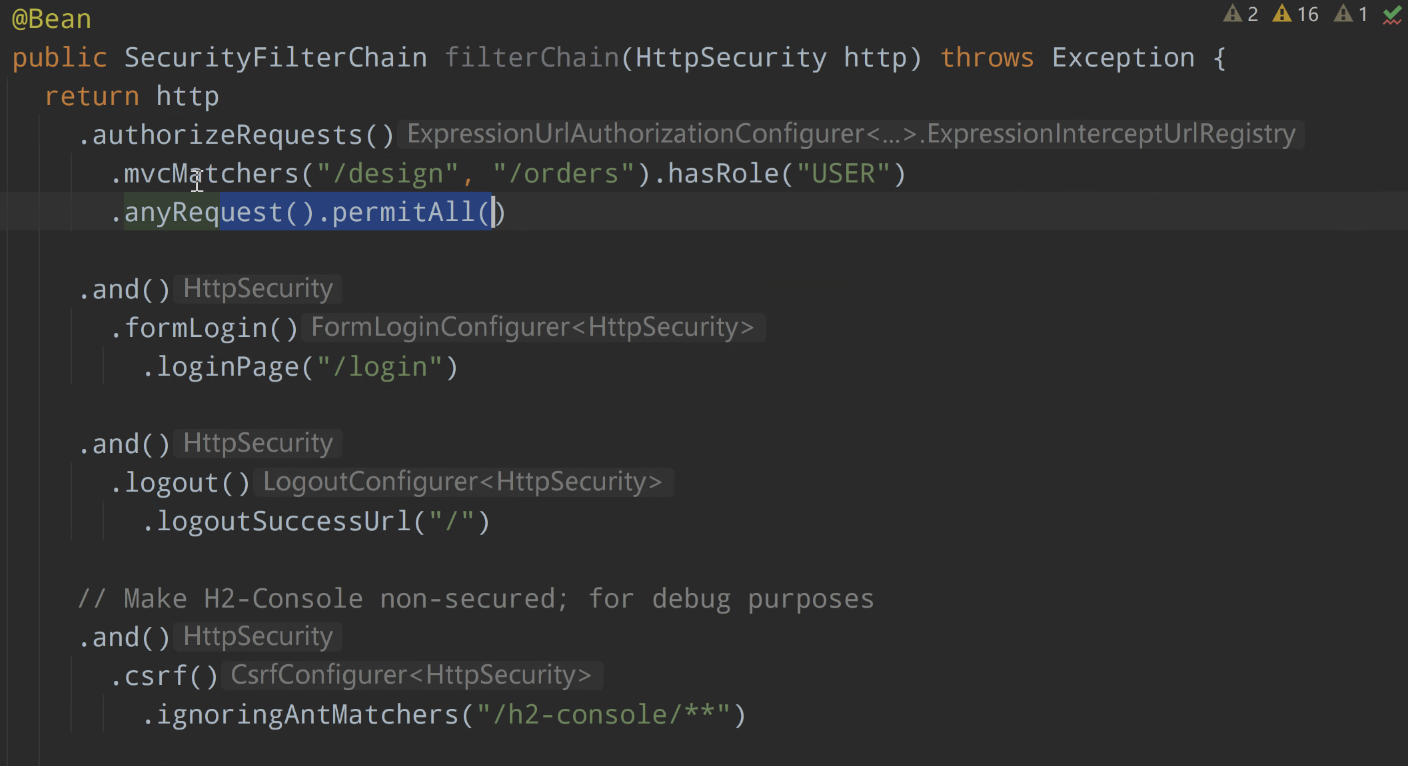 @Bean
2 16 1
public SecurityFilterChain filterChain(HttpSecurity http) throws Exception {
return http
.authorizeRequests() ExpressionUrlAuthorizationConfigurer<...>.ExpressionInterceptUrlRegistry
.mvcMatchers("/design", "/orders").hasRole("USER")
.anyRequest().permitAll()
.and() HttpSecurity
.formLogin() FormLoginConfigurer<HttpSecurity>
.loginPage("/login")
.and() HttpSecurity
.logout() LogoutConfigurer<HttpSecurity>
.logoutSuccessUrl("/")
// Make H2-Console non-secured; for debug purposes
.and() HttpSecurity
.csrf() CsrfConfigurer<HttpSecurity>
.ignoringAntMatchers("/h2-console/**")